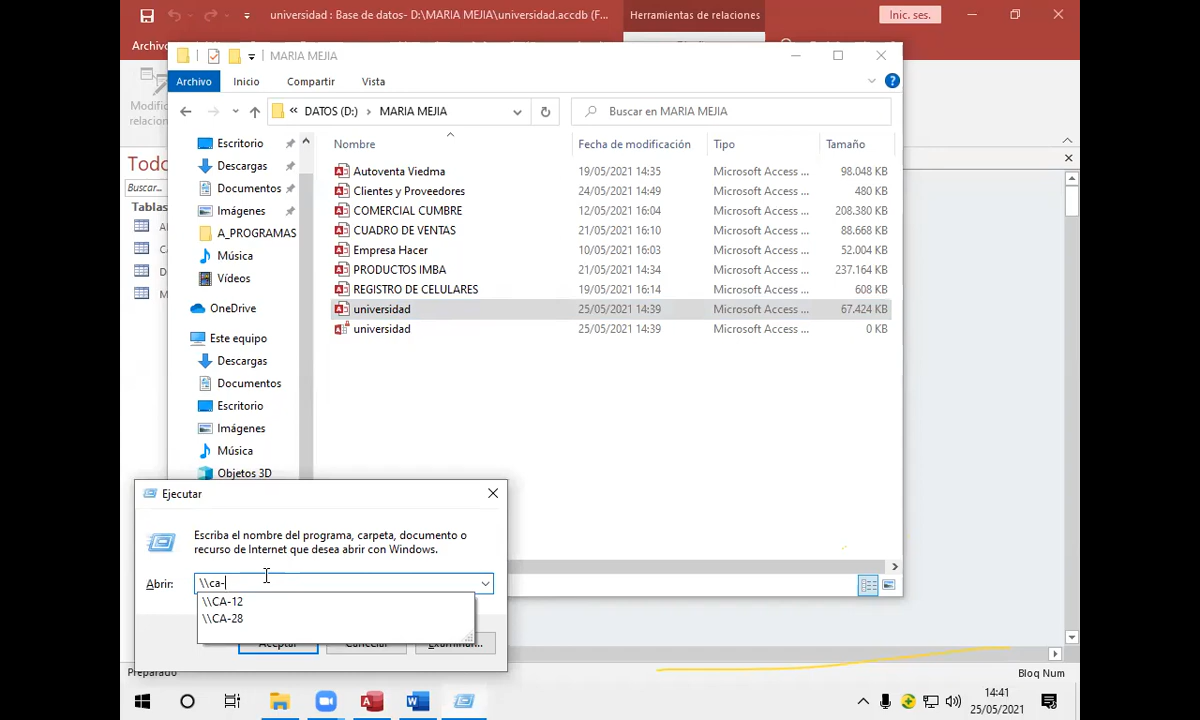 universidad : Base de datos- D:\MARIA MEJIA\universidad.accdb (F...
Herramientas de relaciones
Inic. ses.
Archivo
MARIA MEJIA
Archivo Inicio Compartir Vista
Modific
relacion
« DATOS (D:) › MARIA MEJIA
Buscar en MARIA MEJIA
Todo
Buscar...
Tablas
Nombre Fecha de modificación Tipo Tamaño
Escritorio
Descargas
Documentos
Imágenes
A_PROGRAMAS
Música
Vídeos
OneDrive
Este equipo
Descargas
Documentos
Escritorio
Imágenes
Música
Objetos 3D
Autoventa Viedma 19/05/2021 14:35 Microsoft Access ... 98.048 KB
Clientes y Proveedores 24/05/2021 14:49 Microsoft Access ... 480 KB
COMERCIAL CUMBRE 12/05/2021 16:04 Microsoft Access ... 208.380 KB
CUADRO DE VENTAS 21/05/2021 16:10 Microsoft Access ... 88.668 KB
Empresa Hacer 10/05/2021 16:03 Microsoft Access ... 52.004 KB
PRODUCTOS IMBA 21/05/2021 14:34 Microsoft Access ... 237.164 KB
REGISTRO DE CELULARES 19/05/2021 16:14 Microsoft Access ... 608 KB
universidad 25/05/2021 14:39 Microsoft Access ... 67.424 KB
universidad 25/05/2021 14:39 Microsoft Access ... 0 KB
Ejecutar
Escriba el nombre del programa, carpeta, documento o
recurso de Internet que desea abrir con Windows.
Abrir: \\ca-
\\CA-12
\\CA-28
Aceptar Cancelar Examinar...
Preparado
Bloq Num
14:41
25/05/2021